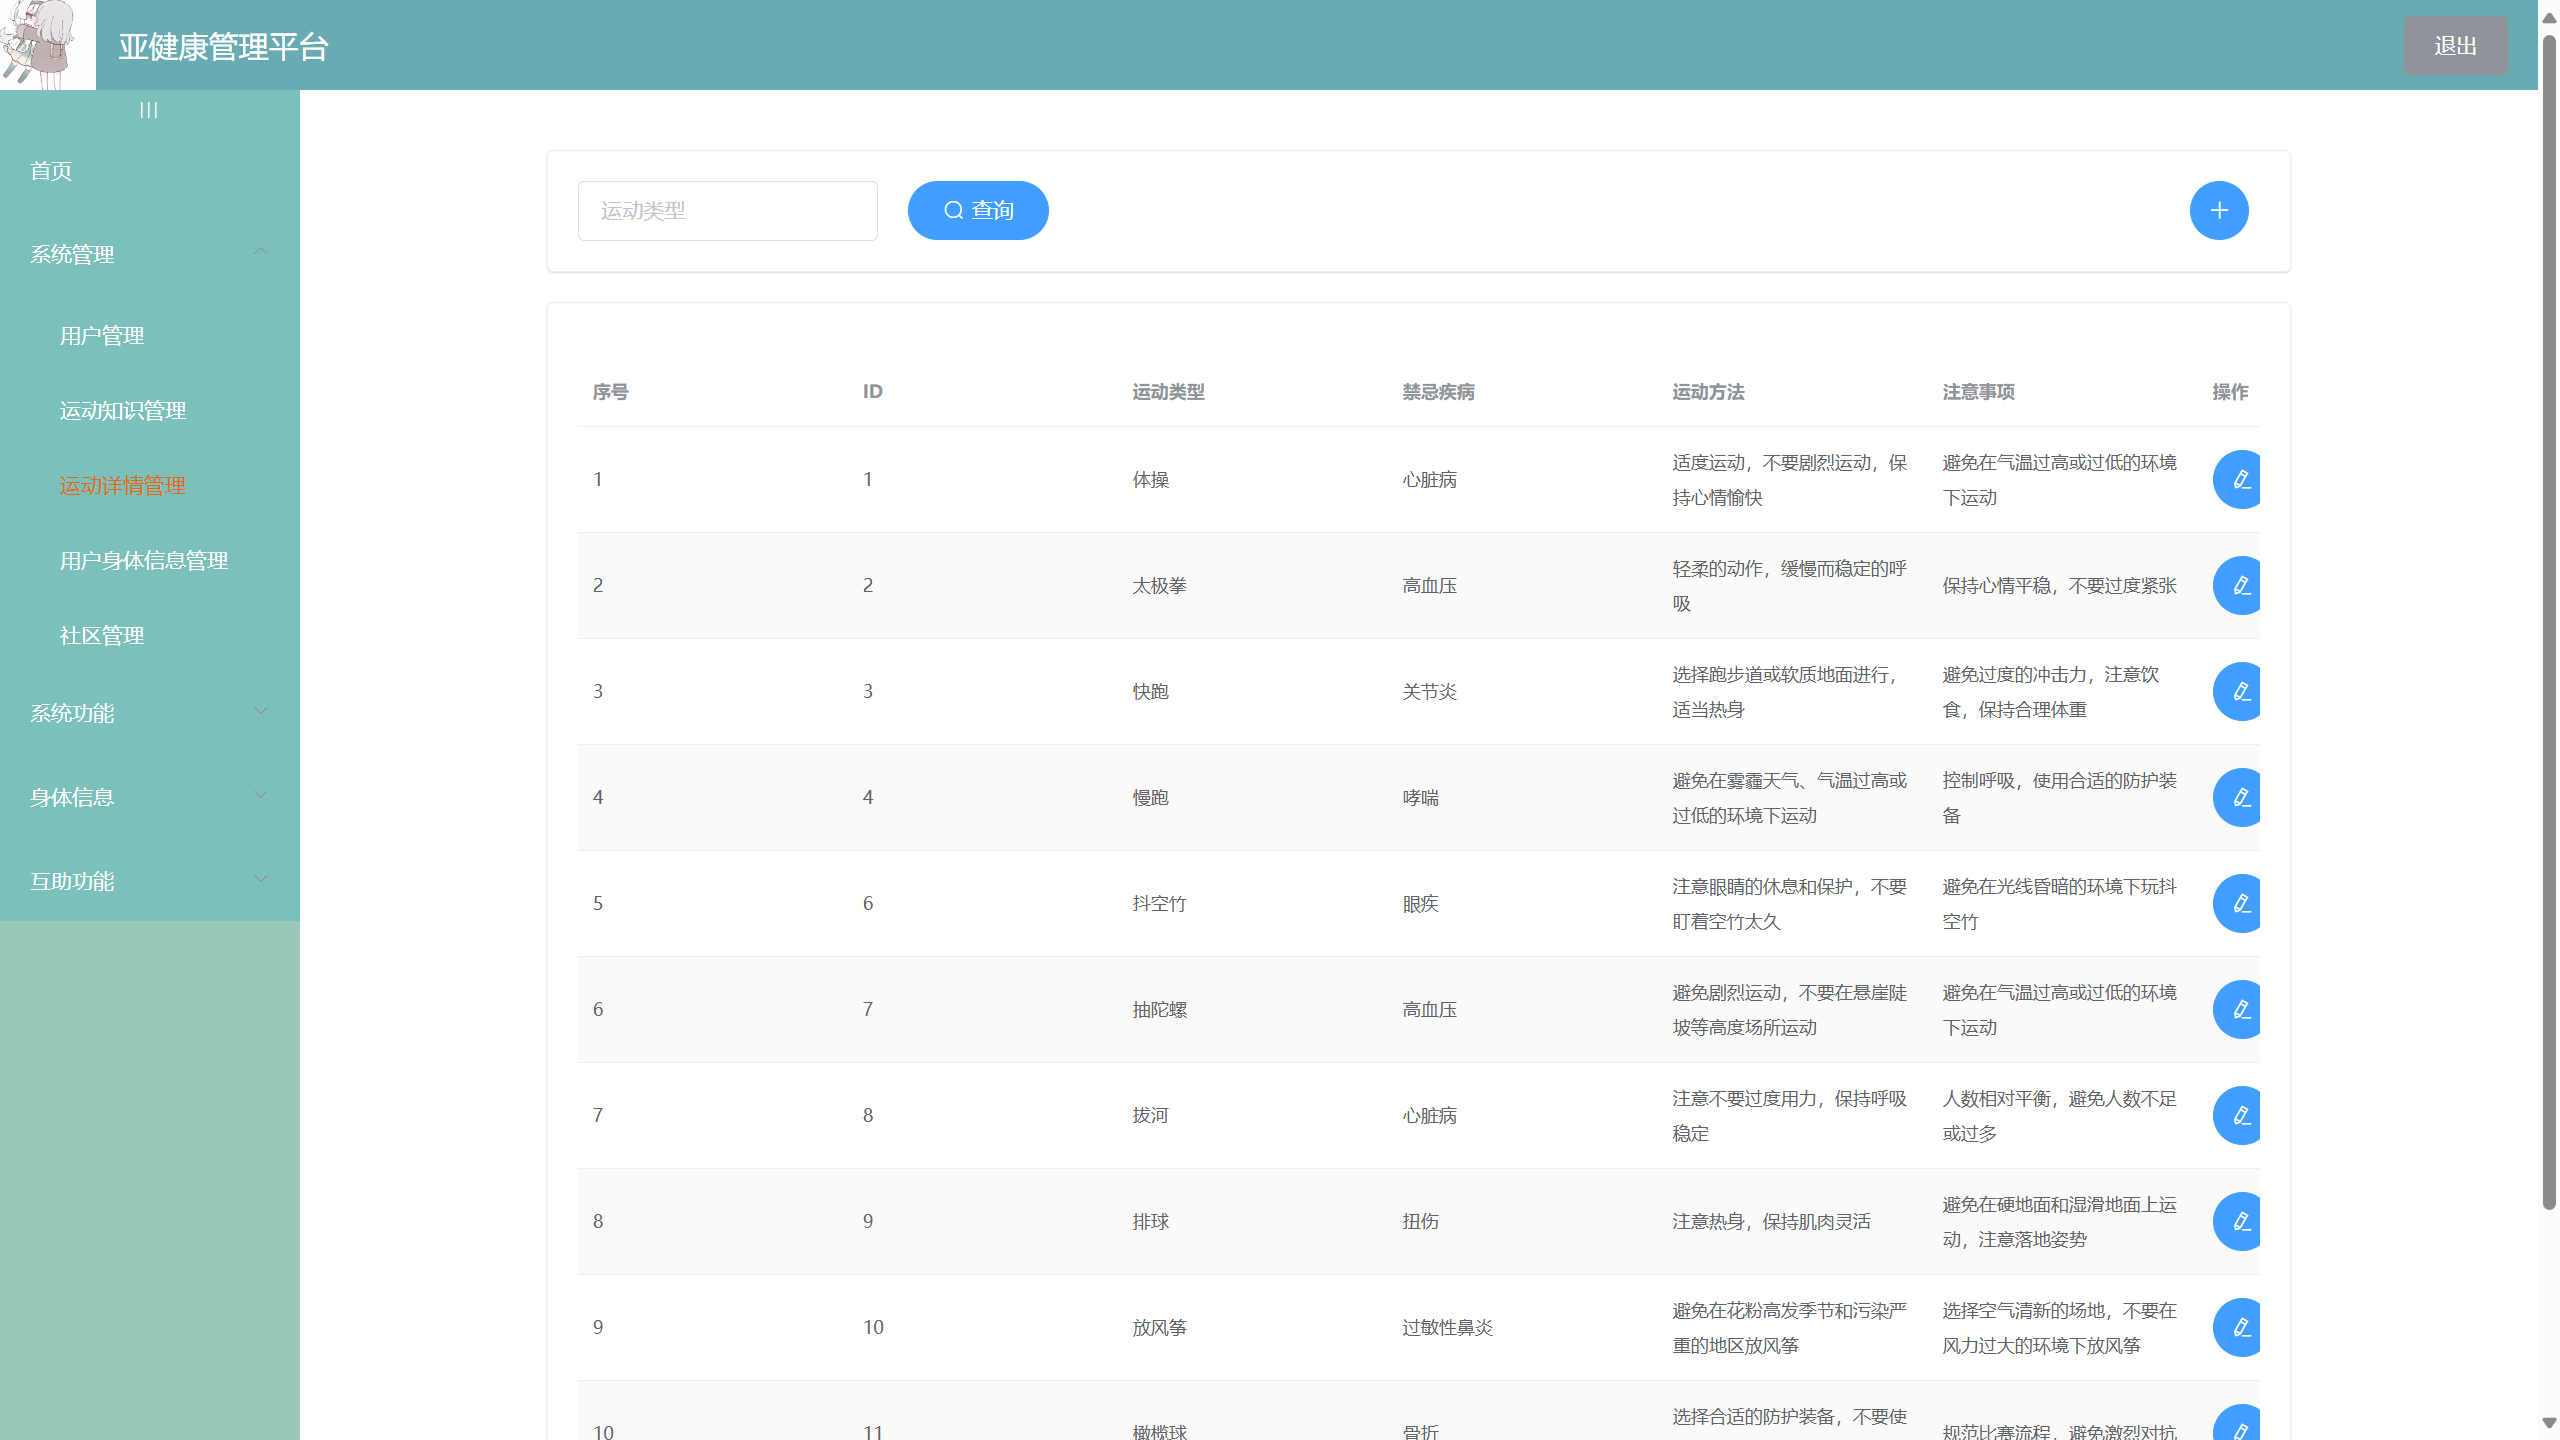 亚健康管理平台
退出
首页
系统管理
用户管理
运动知识管理
运动详情管理
用户身体信息管理
社区管理
系统功能
身体信息
互助功能
运动类型
查询
序号 ID 运动类型 禁忌疾病 运动方法 注意事项 操作
1 1 体操 心脏病 适度运动，不要剧烈运动，保持心情愉快 避免在气温过高或过低的环境下运动
2 2 太极拳 高血压 轻柔的动作，缓慢而稳定的呼吸 保持心情平稳，不要过度紧张
3 3 快跑 关节炎 选择跑步道或软质地面进行，适当热身 避免过度的冲击力，注意饮食，保持合理体重
4 4 慢跑 哮喘 避免在雾霾天气、气温过高或过低的环境下运动 控制呼吸，使用合适的防护装备
5 6 抖空竹 眼疾 注意眼睛的休息和保护，不要盯着空竹太久 避免在光线昏暗的环境下玩抖空竹
6 7 抽陀螺 高血压 避免剧烈运动，不要在悬崖陡坡等高度场所运动 避免在气温过高或过低的环境下运动
7 8 拔河 心脏病 注意不要过度用力，保持呼吸稳定 人数相对平衡，避免人数不足或过多
8 9 排球 扭伤 注意热身，保持肌肉灵活 避免在硬地面和湿滑地面上运动，注意落地姿势
9 10 放风筝 过敏性鼻炎 避免在花粉高发季节和污染严重的地区放风筝 选择空气清新的场地，不要在风力过大的环境下放风筝
10 11 橄榄球 骨折 选择合适的防护装备，不要使 规范比赛流程，避免激烈对抗